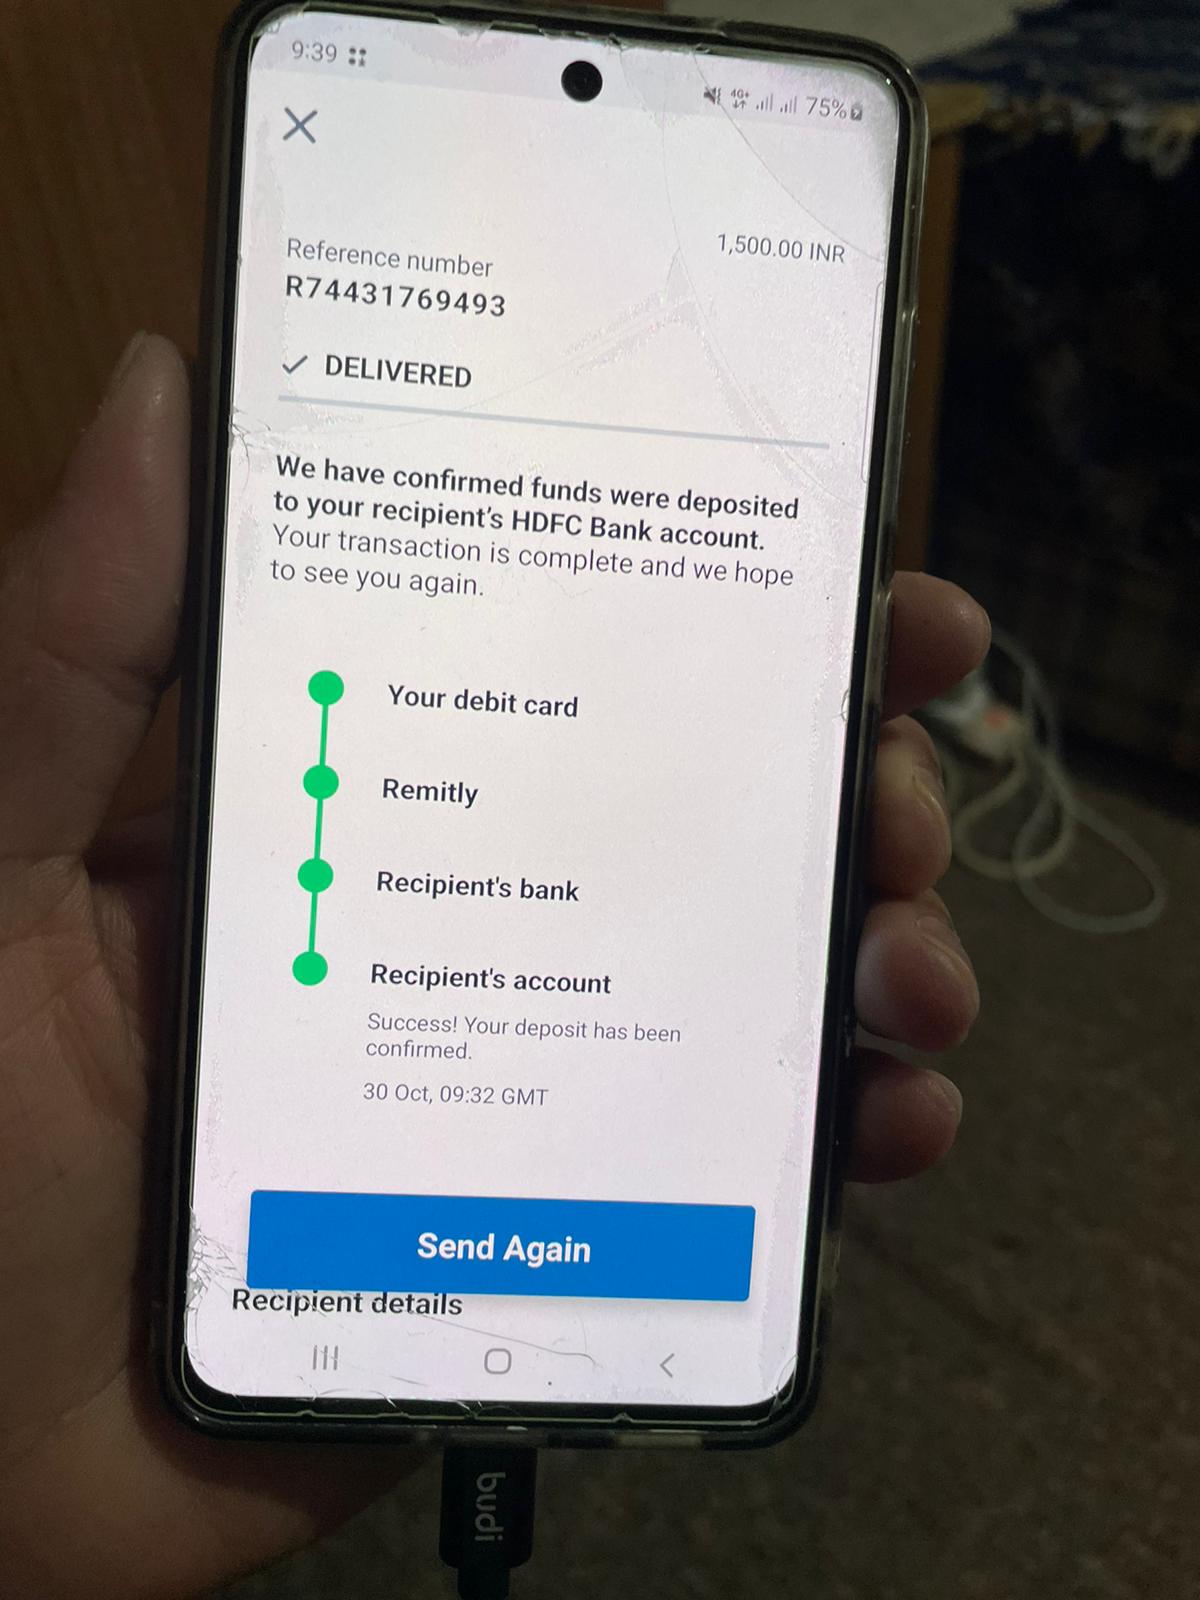 9:39
4G+
75%
1,500.00 INR
Reference number
R74431769493
DELIVERED
We have confirmed funds were deposited
to your recipient's HDFC Bank account.
Your transaction is complete and we hope
to see you again.
Your debit card
Remitly
Recipient's bank
Recipient's account
Success! Your deposit has been
confirmed.
30 Oct, 09:32 GMT
Send Again
Recipient details
budi